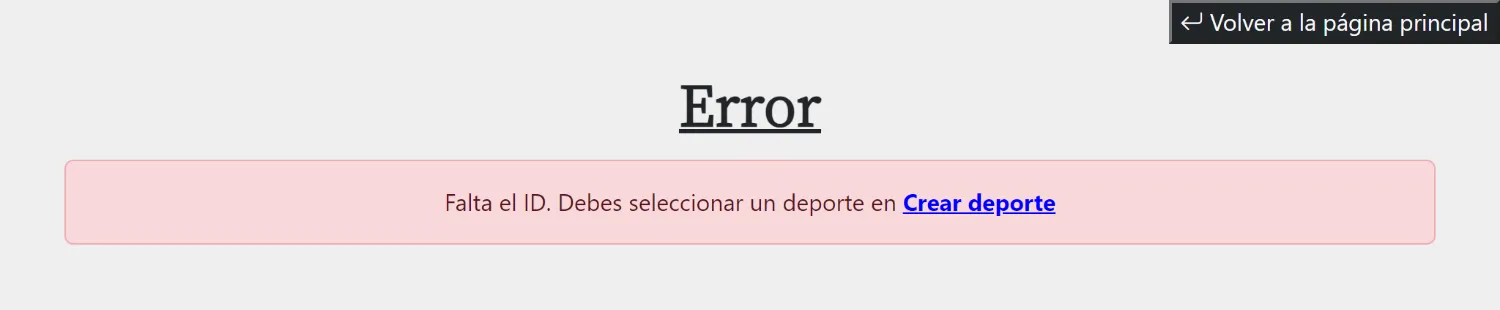 Volver a la página principal
Error
Falta el ID. Debes seleccionar un deporte en Crear deporte